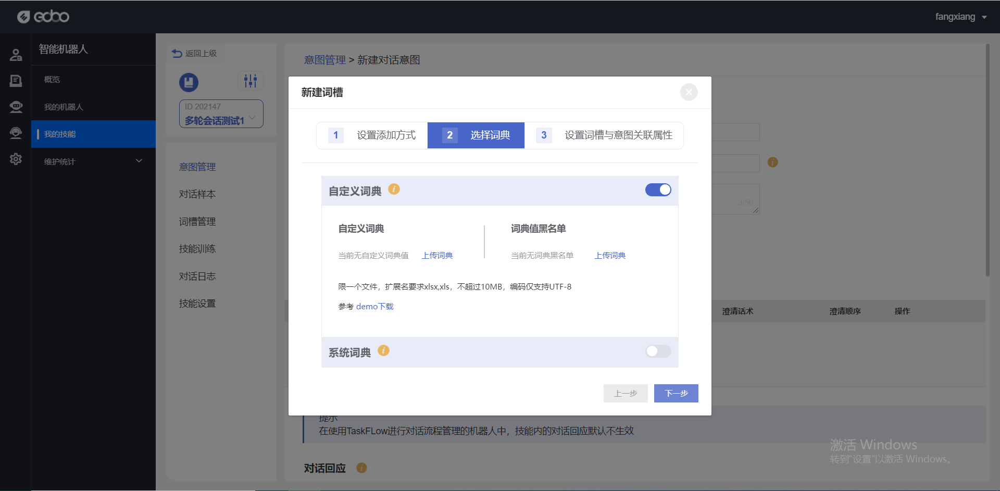 edoo
fangxiang
智能机器人
概览
我的机器人
我的技能
维护统计
返回上级
ID 202147
多轮会话测试1
意图管理
对话样本
词槽管理
技能训练
对话日志
技能设置
意图管理 > 新建对话意图
新建词槽
1 设置添加方式
2 选择词典
3 设置词槽与意图关联属性
自定义词典
自定义词典
当前无自定义词典值 上传词典
词典值黑名单
当前无词典黑名单 上传词典
限一个文件，扩展名要求xlsx,xls，不超过10MB，编码仅支持UTF-8
参考 demo下载
系统词典
上一步
下一步
3/50
澄清话术 澄清顺序 操作
提示
在使用TaskFLow进行对话流程管理的机器人中，技能内的对话回应默认不生效
对话回应
激活 Windows
转到"设置"以激活 Windows。